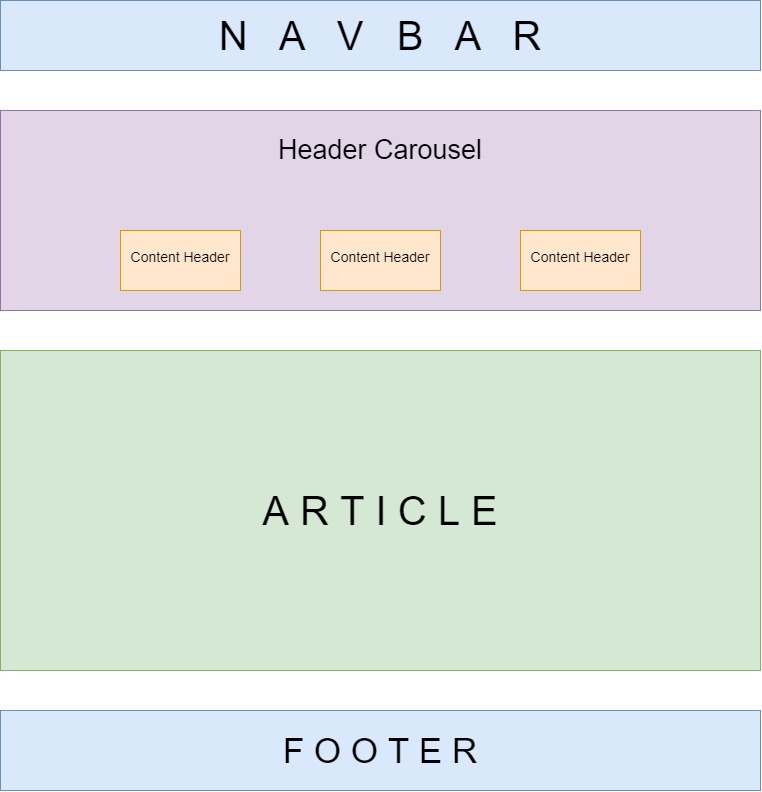 N A V B A R
Header Carousel
Content Header
Content Header
Content Header
A R T I C L E
F O O T E R